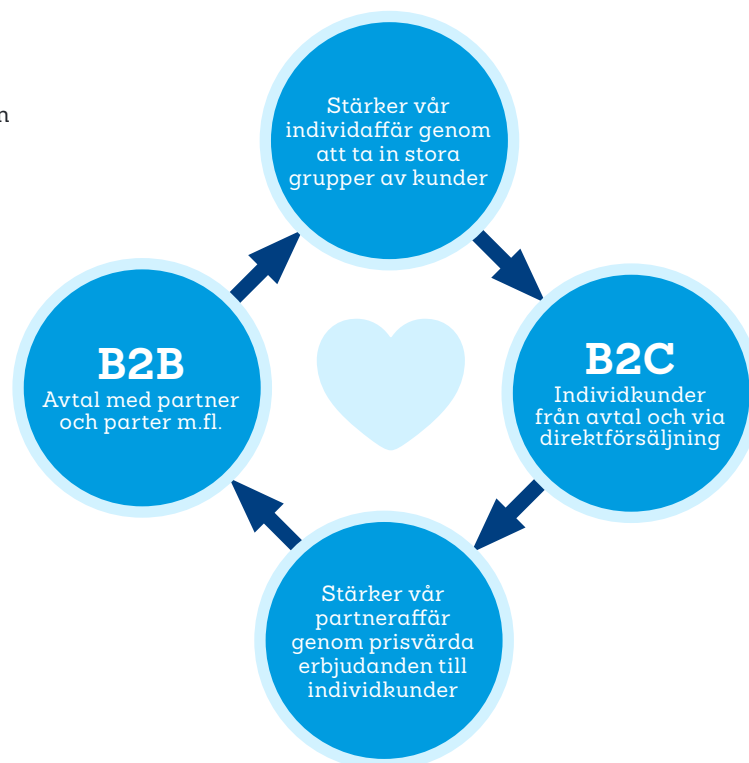 n
Stärker vår
individaffär genom
att ta in stora
grupper av kunder
B2B
Avtal med partner
och parter m.fl.
B2C
Individkunder
från avtal och via
direktförsäljning
Stärker vår
partneraffär
genom prisvärda
erbjudanden till
individkunder